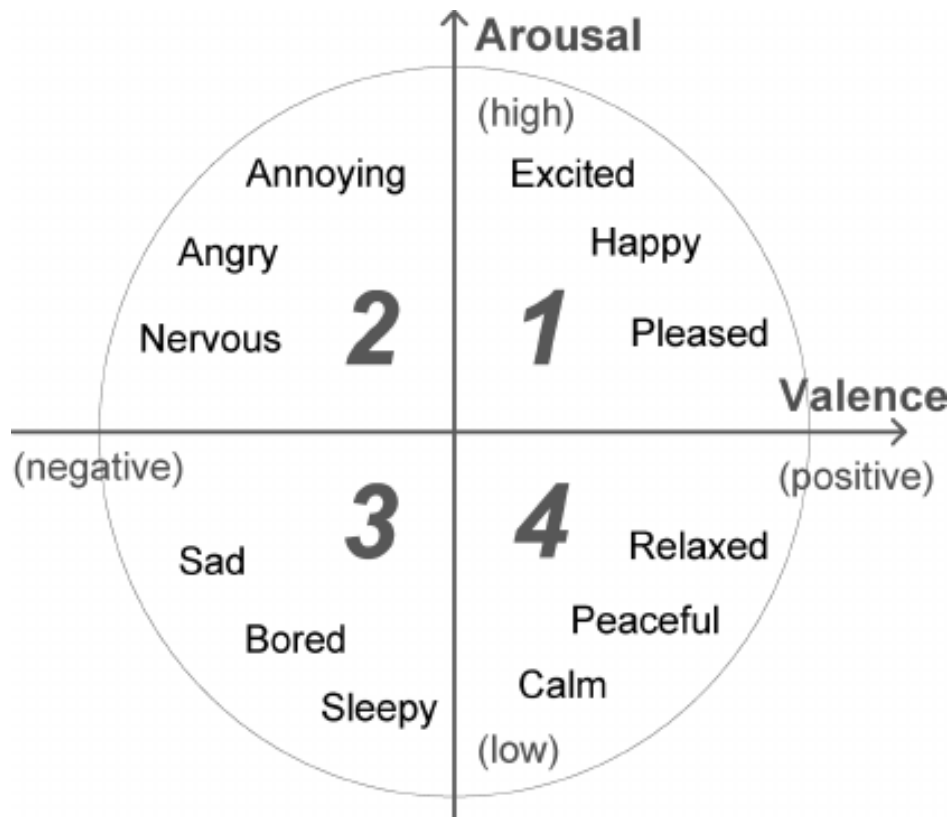 Arousal
(high)
Annoying
Excited
Angry
Happy
Nervous
2
1
Pleased
Valence
(negative)
(positive)
3
4
Sad
Relaxed
Bored
Peaceful
Sleepy
Calm
(low)